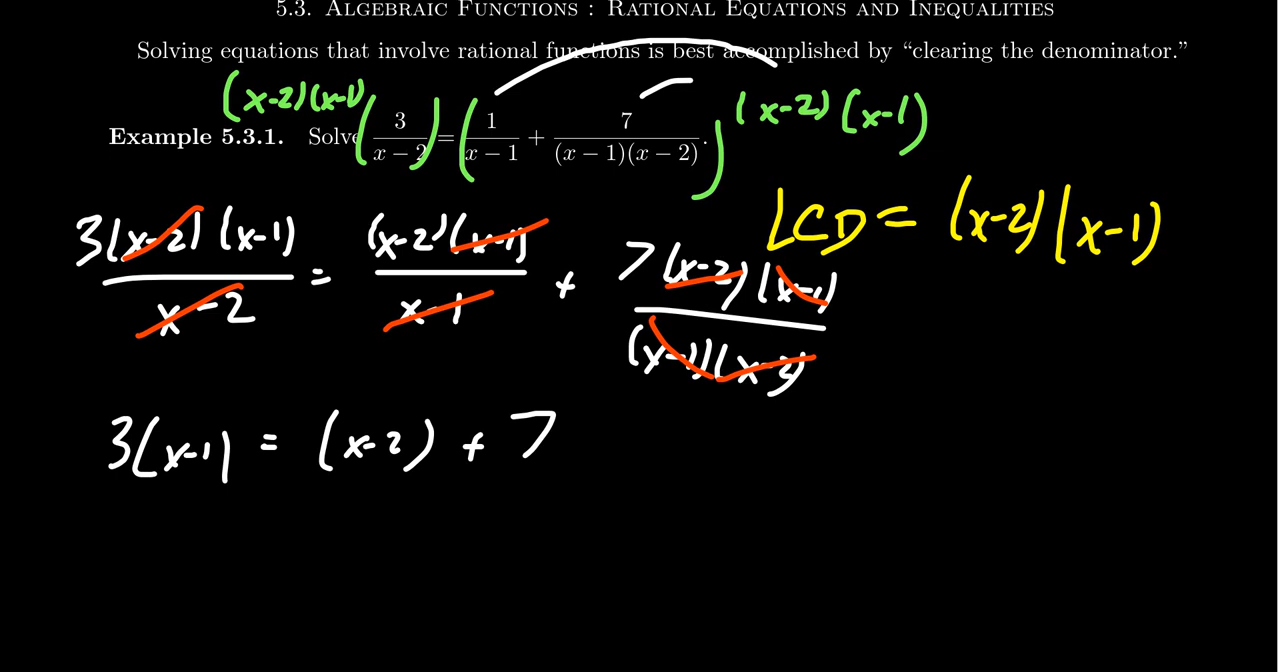 5.3. ALGEBRAIC FUNCTIONS : RATIONAL EQUATIONS AND INEQUALITIES
Solving equations that involve rational functions is best accomplished by “clearing the denominator.”
(x-2)(x-1) (x-2)(x-1)
Example 5.3.1. Solve (3/(x − 2)) = (1/(x − 1) + 7/((x − 1)(x − 2))).
LCD = (x-2)(x-1)
3(x-2)(x-1)/(x-2) = (x-2)(x-1)/(x-1) + 7(x-2)(x-1)/((x-1)(x-2))
3(x-1) = (x-2) + 7